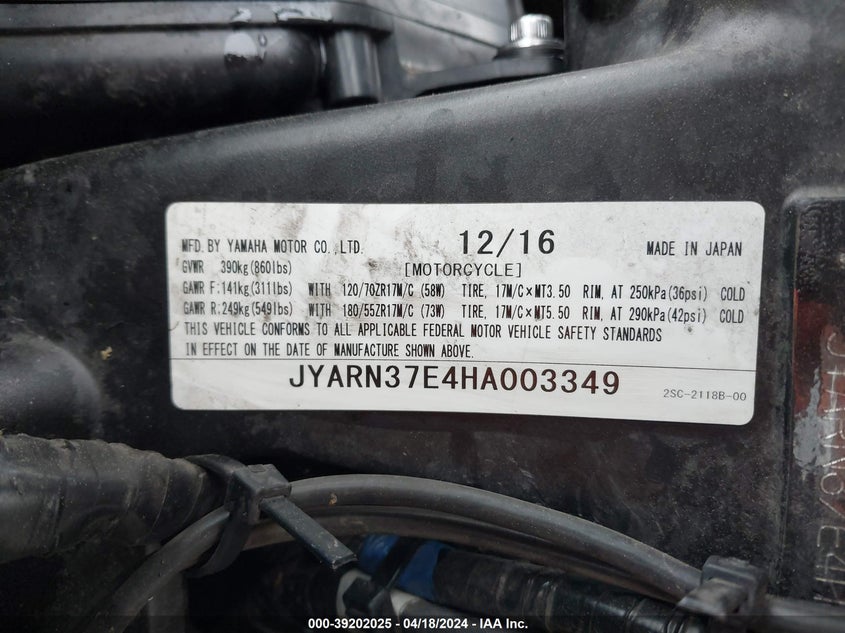 MFD. BY YAMAHA MOTOR CO., LTD. 12/16 MADE IN JAPAN
GVWR 390kg(860lbs) [MOTORCYCLE]
GAWR F:141kg(311lbs) WITH 120/70ZR17M/C (58W) TIRE, 17M/C×MT3.50 RIM, AT 250kPa(36psi) COLD
GAWR R:249kg(549lbs) WITH 180/55ZR17M/C (73W) TIRE, 17M/C×MT5.50 RIM, AT 290kPa(42psi) COLD
THIS VEHICLE CONFORMS TO ALL APPLICABLE FEDERAL MOTOR VEHICLE SAFETY STANDARDS
IN EFFECT ON THE DATE OF MANUFACTURE SHOWN ABOVE.
JYARN37E4HA003349 2SC-2118B-00
000-39202025 - 04/18/2024 - IAA Inc.